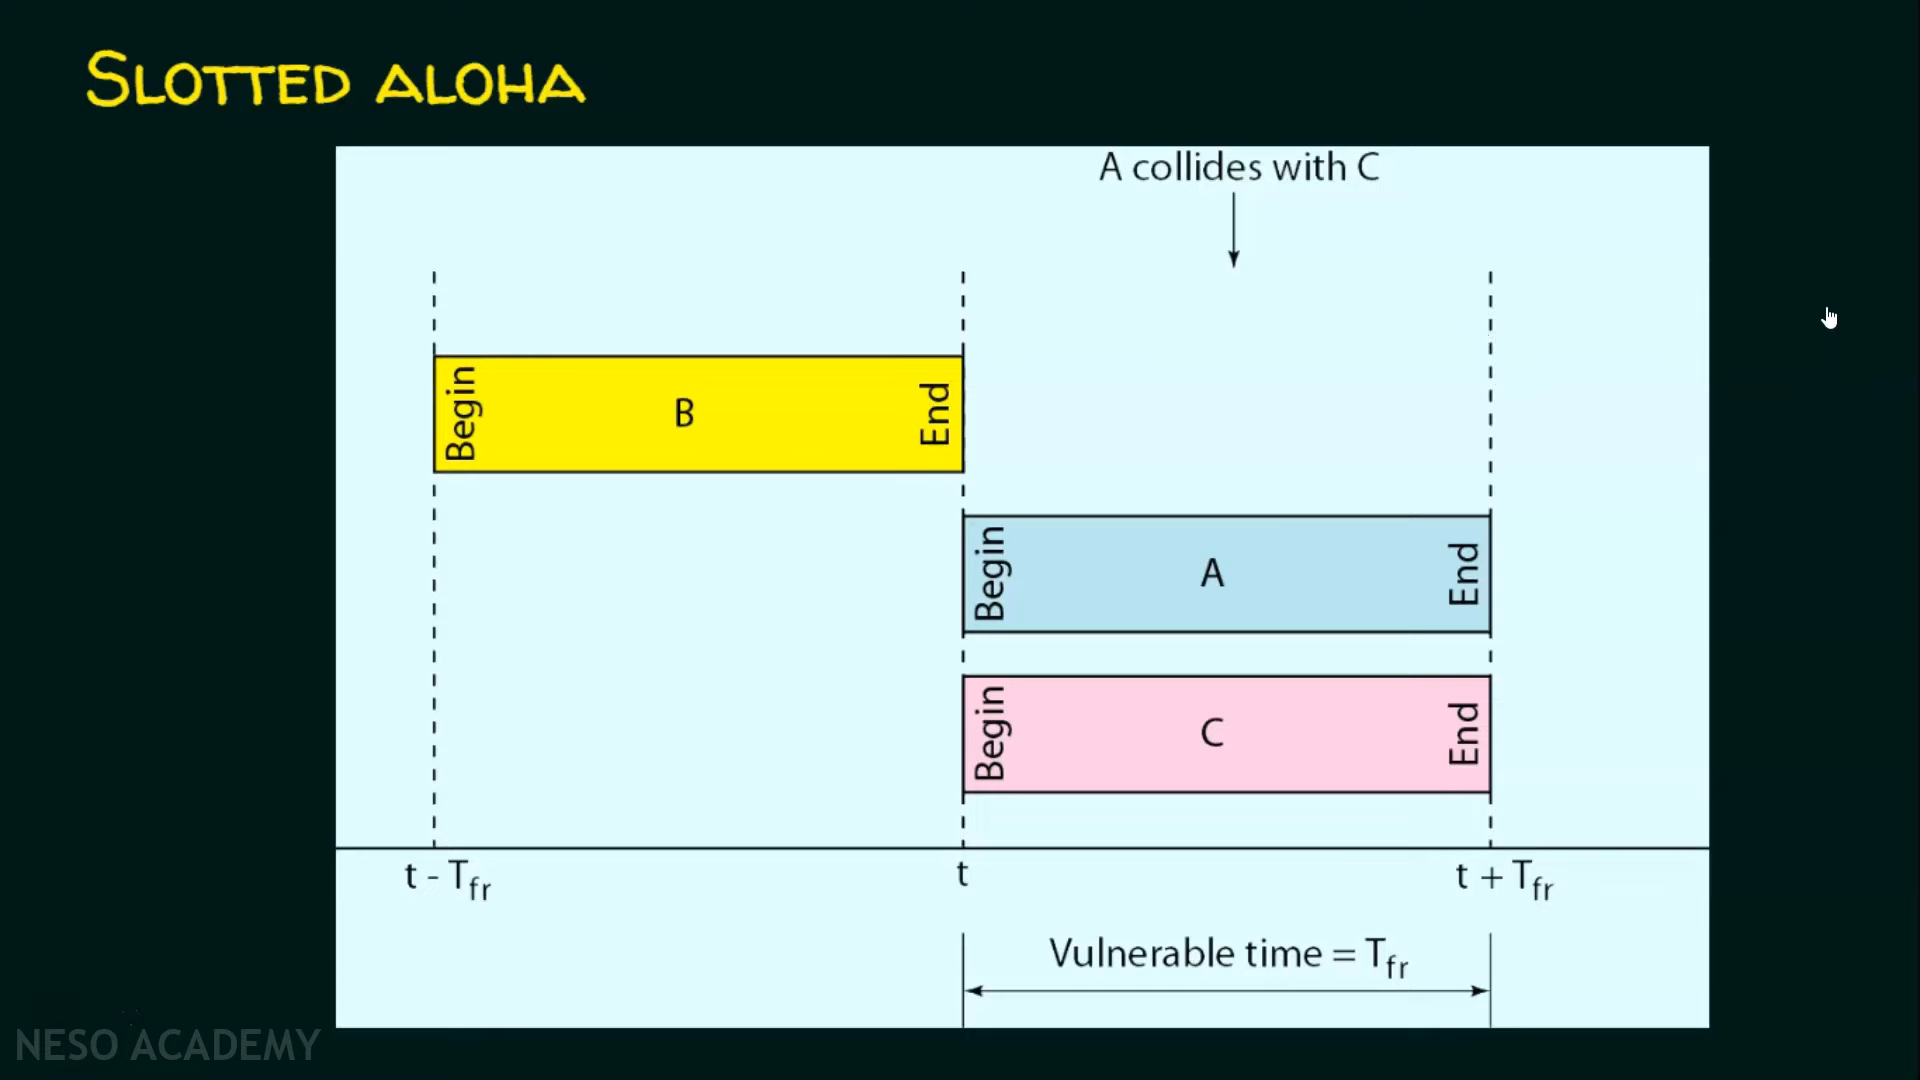 SLOTTED ALOHA
A collides with C
Begin B End
Begin A End
Begin C End
t - Tfr t t + Tfr
Vulnerable time = Tfr
NESO ACADEMY